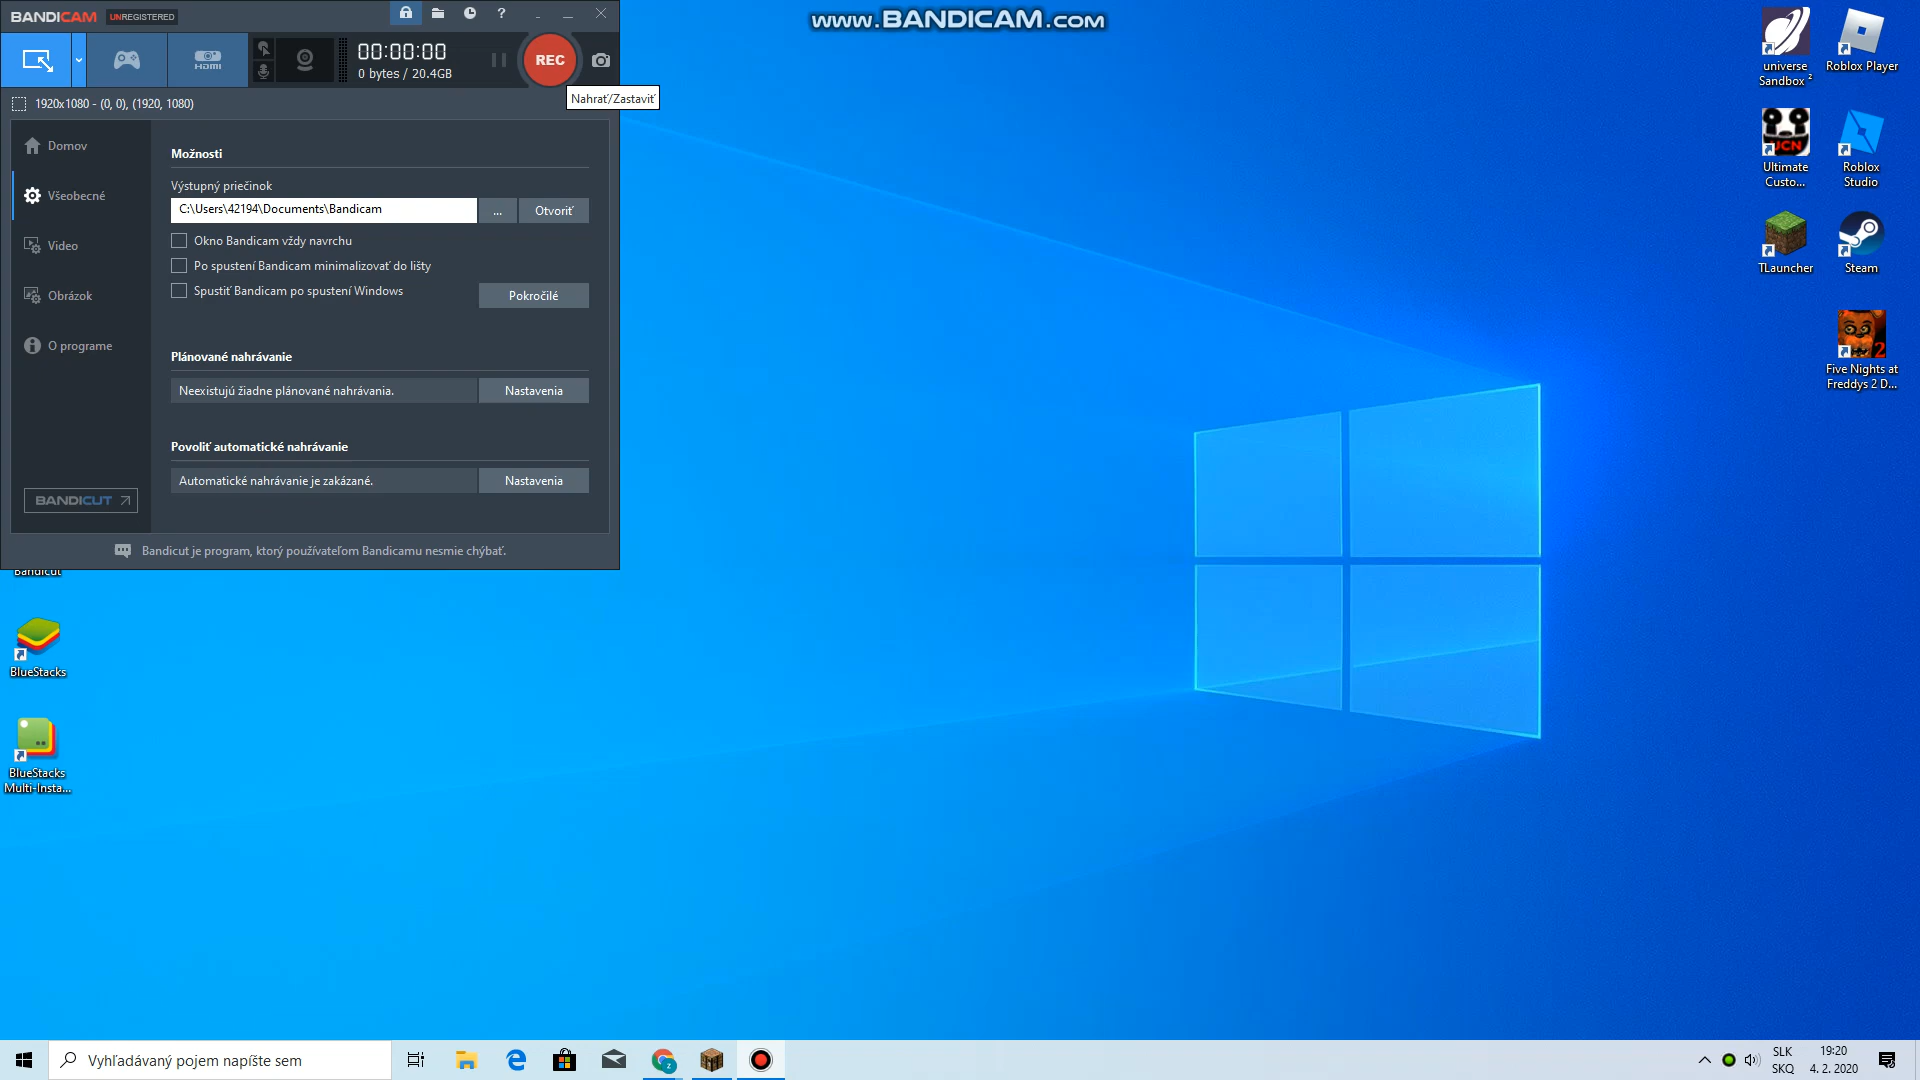 BANDICAM UNREGISTERED
www.BANDICAM.com
HDMI
00:00:00
0 bytes / 20.4GB
REC
Nahrať/Zastaviť
1920x1080 - (0, 0), (1920, 1080)
Domov
Všeobecné
Video
Obrázok
O programe
BANDICUT
Možnosti
Výstupný priečinok
C:\Users\42194\Documents\Bandicam
...
Otvoriť
Okno Bandicam vždy navrchu
Po spustení Bandicam minimalizovať do lišty
Spustiť Bandicam po spustení Windows
Pokročilé
Plánované nahrávanie
Neexistujú žiadne plánované nahrávania.
Nastavenia
Povoliť automatické nahrávanie
Automatické nahrávanie je zakázané.
Nastavenia
Bandicut je program, ktorý používateľom Bandicamu nesmie chýbať.
Bandicut
BlueStacks
BlueStacks
Multi-Insta...
universe
Sandbox ²
Roblox Player
UCN
Ultimate
Custo...
Roblox
Studio
TLauncher
Steam
2
Five Nights at
Freddys 2 D...
Vyhľadávaný pojem napíšte sem
SLK
SKQ
19:20
4. 2. 2020